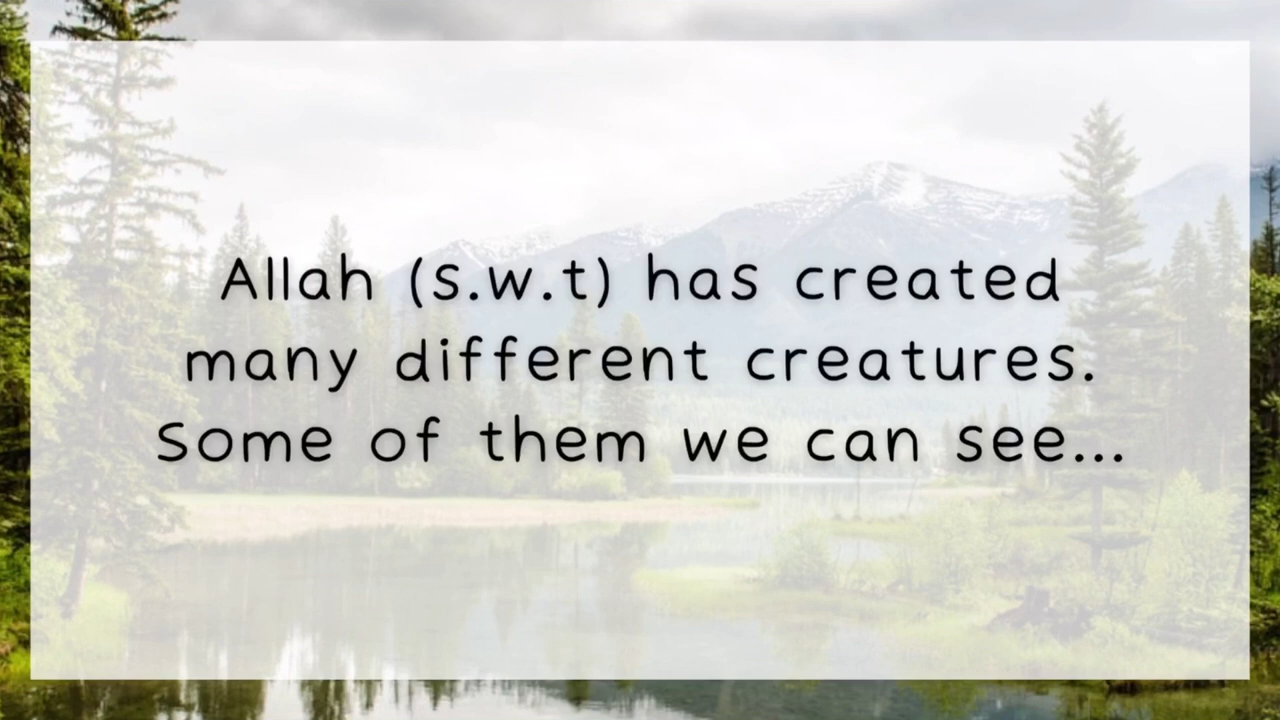 Allah (s.w.t) has created
many different creatures.
Some of them we can see...